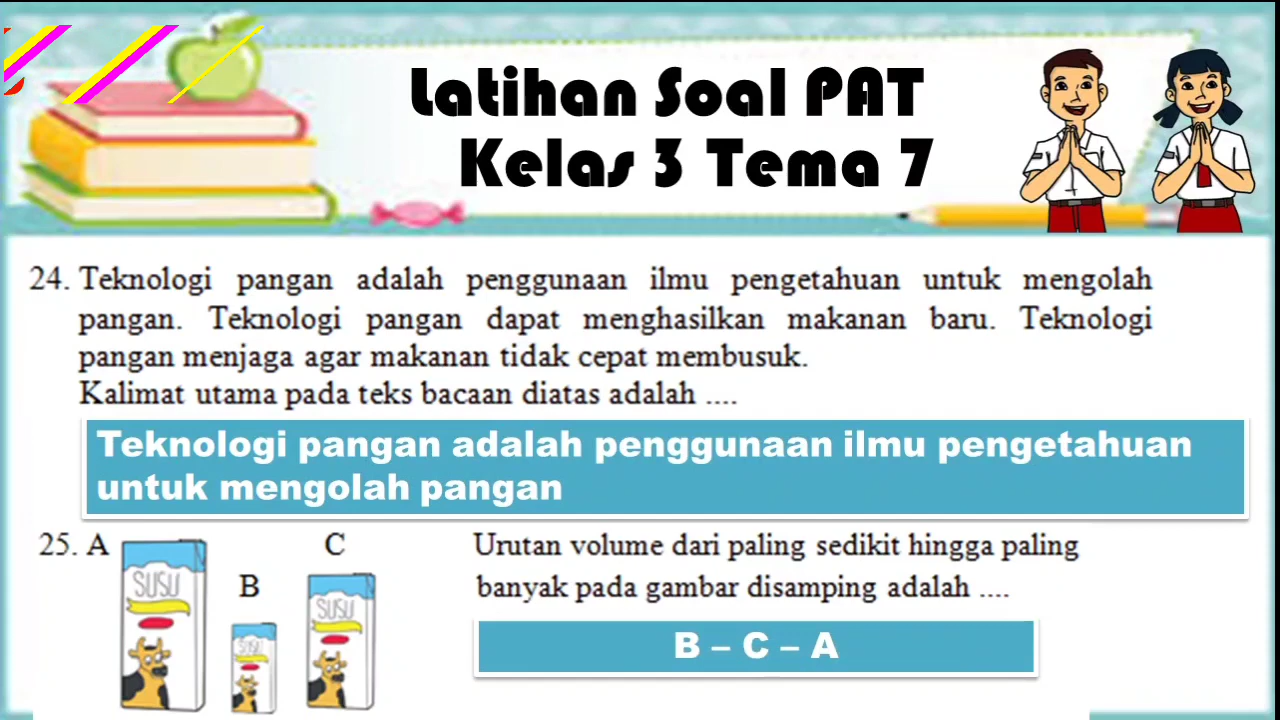 Latihan Soal PAT
Kelas 3 Tema 7
24. Teknologi pangan adalah penggunaan ilmu pengetahuan untuk mengolah
pangan. Teknologi pangan dapat menghasilkan makanan baru. Teknologi
pangan menjaga agar makanan tidak cepat membusuk.
Kalimat utama pada teks bacaan diatas adalah ....
Teknologi pangan adalah penggunaan ilmu pengetahuan
untuk mengolah pangan
25. A
SUSU
B
SUSU
C
SUSU
Urutan volume dari paling sedikit hingga paling
banyak pada gambar disamping adalah ....
B – C – A